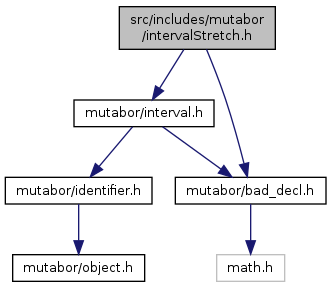 src/includes/mutabor
/intervalStretch.h
mutabor/interval.h
mutabor/identifier.h
mutabor/bad_decl.h
mutabor/object.h
math.h